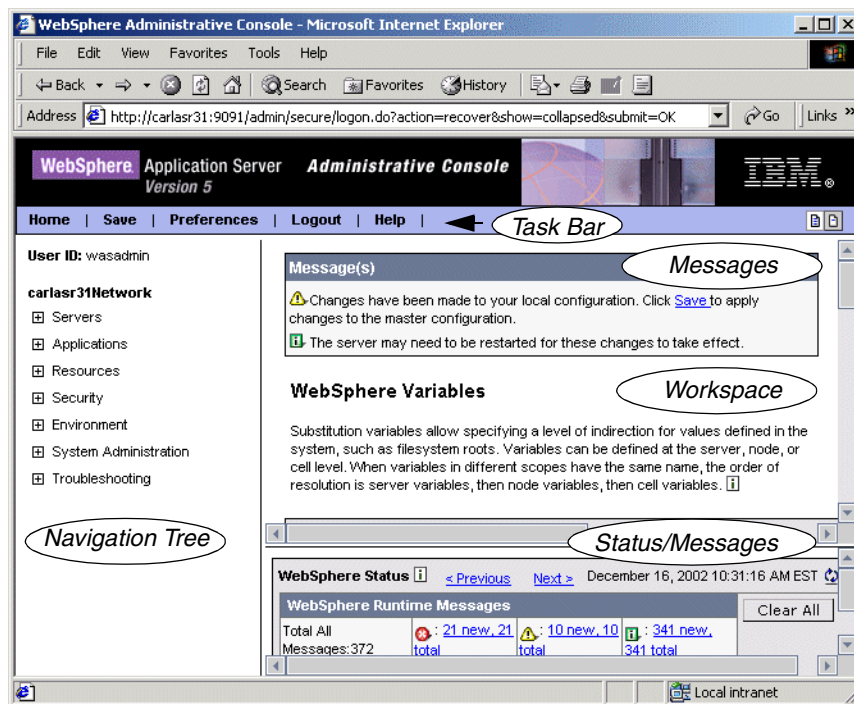 WebSphere Administrative Console - Microsoft Internet Explorer
File Edit View Favorites Tools Help
Back Search Favorites History
Address http://carlasr31:9091/admin/secure/logon.do?action=recover&show=collapsed&submit=OK Go Links »
WebSphere. Application Server Administrative Console
Version 5
IBM®
Home | Save | Preferences | Logout | Help |
Task Bar
User ID: wasadmin
carlasr31Network
Servers
Applications
Resources
Security
Environment
System Administration
Troubleshooting
Navigation Tree
Message(s)
Messages
Changes have been made to your local configuration. Click Save to apply
changes to the master configuration.
The server may need to be restarted for these changes to take effect.
WebSphere Variables
Workspace
Substitution variables allow specifying a level of indirection for values defined in the
system, such as filesystem roots. Variables can be defined at the server, node, or
cell level. When variables in different scopes have the same name, the order of
resolution is server variables, then node variables, then cell variables. i
Status/Messages
WebSphere Status i < Previous Next > December 16, 2002 10:31:16 AM EST
WebSphere Runtime Messages
Clear All
Total All
Messages:372
: 21 new, 21
total
: 10 new, 10
total
: 341 new,
341 total
Local intranet